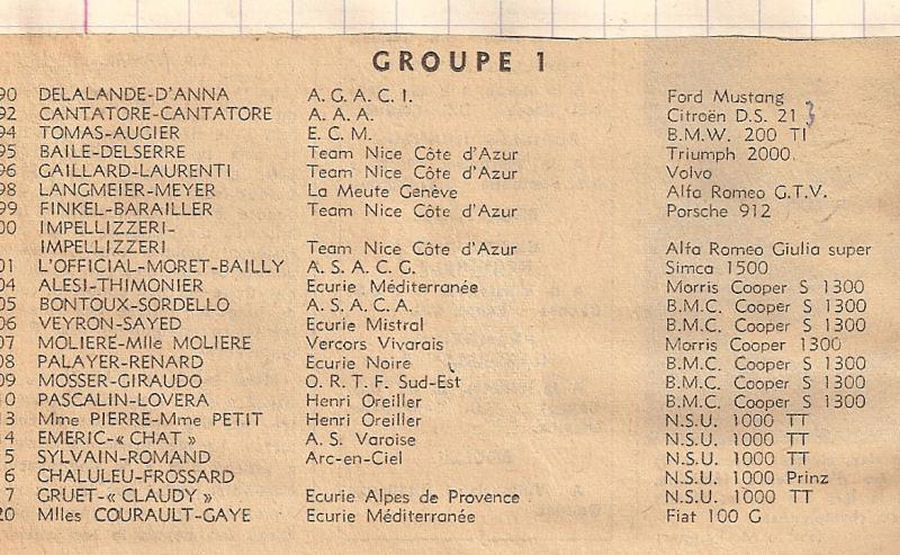 GROUPE 1
90 DELALANDE-D'ANNA A. G. A. C. I. Ford Mustang
92 CANTATORE-CANTATORE A. A. A. Citroën D.S. 21 3
94 TOMAS-AUGIER E. C. M. B.M.W. 200 TI
95 BAILE-DELSERRE Team Nice Côte d'Azur Triumph 2000.
96 GAILLARD-LAURENTI Team Nice Côte d'Azur Volvo
98 LANGMEIER-MEYER La Meute Genève Alfa Romeo G.T.V.
99 FINKEL-BARAILLER Team Nice Côte d'Azur Porsche 912
00 IMPELLIZZERI-
IMPELLIZZERI Team Nice Côte d'Azur Alfa Romeo Giulia super
01 L'OFFICIAL-MORET-BAILLY A. S. A. C. G. Simca 1500
04 ALESI-THIMONIER Ecurie Méditerranée Morris Cooper S 1300
05 BONTOUX-SORDELLO A. S. A. C. A. B.M.C. Cooper S 1300
06 VEYRON-SAYED Ecurie Mistral B.M.C. Cooper S 1300
07 MOLIERE-Mlle MOLIERE Vercors Vivarais Morris Cooper 1300
08 PALAYER-RENARD Ecurie Noire B.M.C. Cooper S 1300
09 MOSSER-GIRAUDO O. R. T. F. Sud-Est B.M.C. Cooper S 1300
0 PASCALIN-LOVERA Henri Oreiller B.M.C. Cooper S 1300
13 Mme PIERRE-Mme PETIT Henri Oreiller N.S.U. 1000 TT
14 EMERIC-« CHAT » A. S. Varoise N.S.U. 1000 TT
5 SYLVAIN-ROMAND Arc-en-Ciel N.S.U. 1000 TT
6 CHALULEU-FROSSARD N.S.U. 1000 Prinz
7 GRUET-« CLAUDY » Ecurie Alpes de Provence N.S.U. 1000 TT
20 Mlles COURAULT-GAYE Ecurie Méditerranée Fiat 100 G